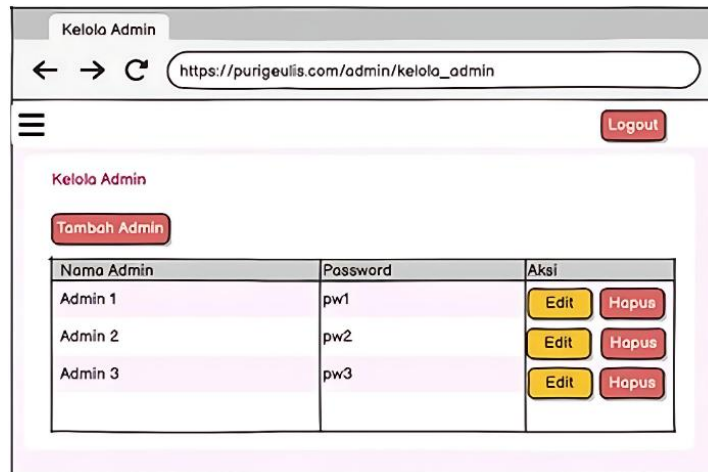 Kelola Admin
https://purigeulis.com/admin/kelola_admin
Logout
Kelola Admin
Tambah Admin
Nama Admin Password Aksi
Admin 1 pw1 Edit Hapus
Admin 2 pw2 Edit Hapus
Admin 3 pw3 Edit Hapus